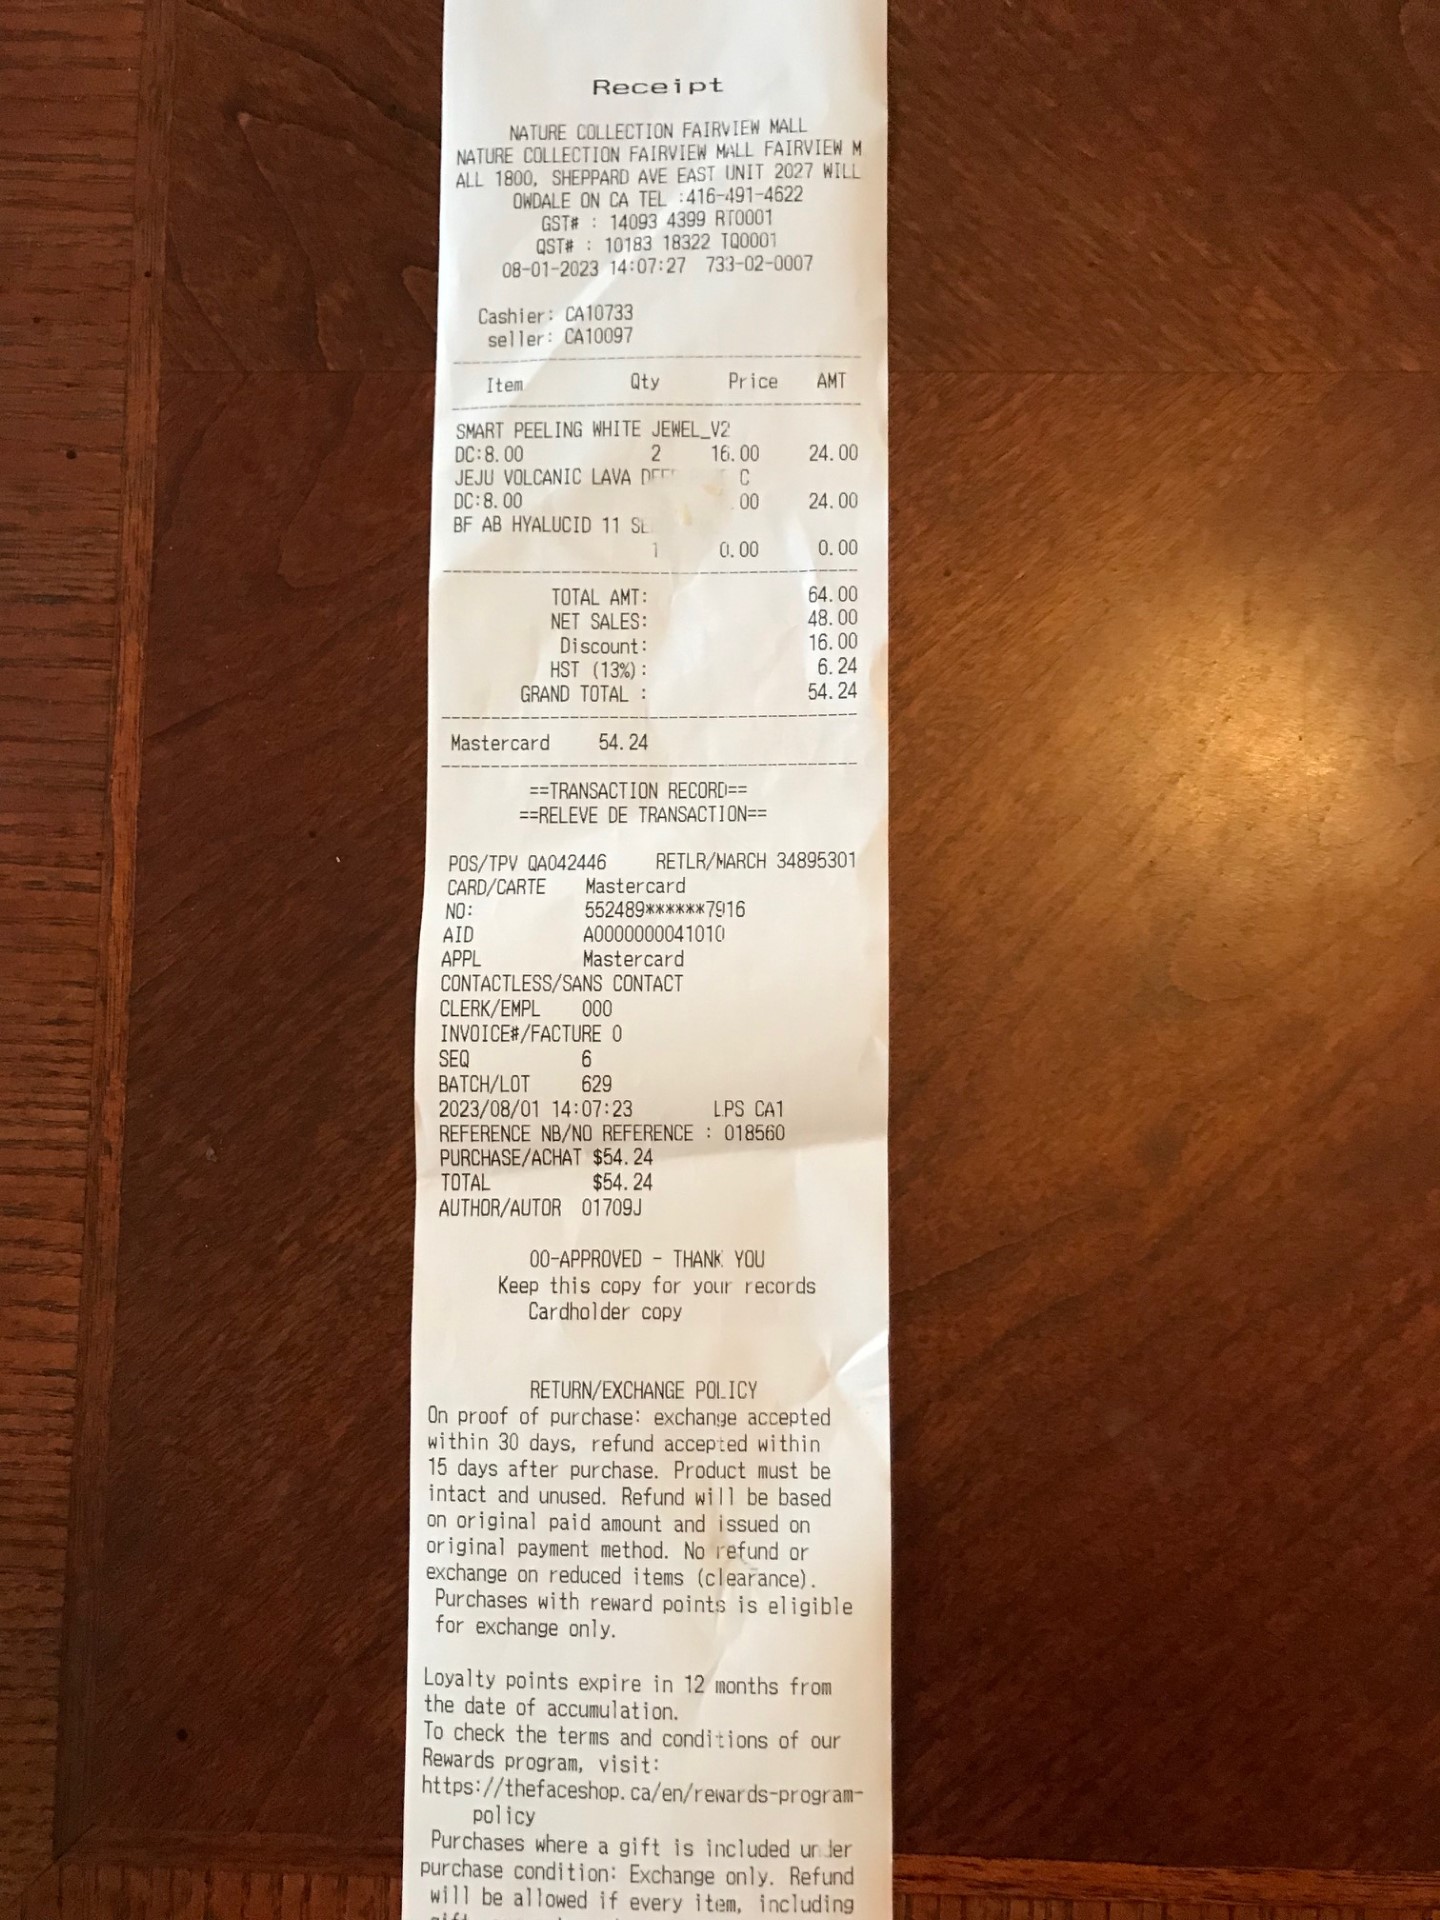 Receipt
NATURE COLLECTION FAIRVIEW MALL
NATURE COLLECTION FAIRVIEW MALL FAIRVIEW M
ALL 1800, SHEPPARD AVE EAST UNIT 2027 WILL
OWDALE ON CA TEL :416-491-4622
GST# : 14093 4399 RT0001
QST# : 10183 18322 TQ0001
08-01-2023 14:07:27 733-02-0007
Cashier: CA10733
seller: CA10097
Item Qty Price AMT
SMART PEELING WHITE JEWEL_V2
DC:8.00 2 16.00 24.00
JEJU VOLCANIC LAVA C
DC:8.00 .00 24.00
BF AB HYALUCID 11
1 0.00 0.00
TOTAL AMT: 64.00
NET SALES: 48.00
Discount: 16.00
HST (13%): 6.24
GRAND TOTAL : 54.24
Mastercard 54.24
==TRANSACTION RECORD==
==RELEVE DE TRANSACTION==
POS/TPV QA042446 RETLR/MARCH 34895301
CARD/CARTE Mastercard
NO: 552489******7916
AID A0000000041010
APPL Mastercard
CONTACTLESS/SANS CONTACT
CLERK/EMPL 000
INVOICE#/FACTURE 0
SEQ 6
BATCH/LOT 629
2023/08/01 14:07:23 LPS CA1
REFERENCE NB/NO REFERENCE : 018560
PURCHASE/ACHAT $54.24
TOTAL $54.24
AUTHOR/AUTOR 01709J
00-APPROVED - THANK YOU
Keep this copy for your records
Cardholder copy
RETURN/EXCHANGE POLICY
On proof of purchase: exchange accepted
within 30 days, refund accepted within
15 days after purchase. Product must be
intact and unused. Refund will be based
on original paid amount and issued on
original payment method. No refund or
exchange on reduced items (clearance).
Purchases with reward points is eligible
for exchange only.
Loyalty points expire in 12 months from
the date of accumulation.
To check the terms and conditions of our
Rewards program, visit:
https://thefaceshop.ca/en/rewards-program-
policy
Purchases where a gift is included under
purchase condition: Exchange only. Refund
will be allowed if every item, including